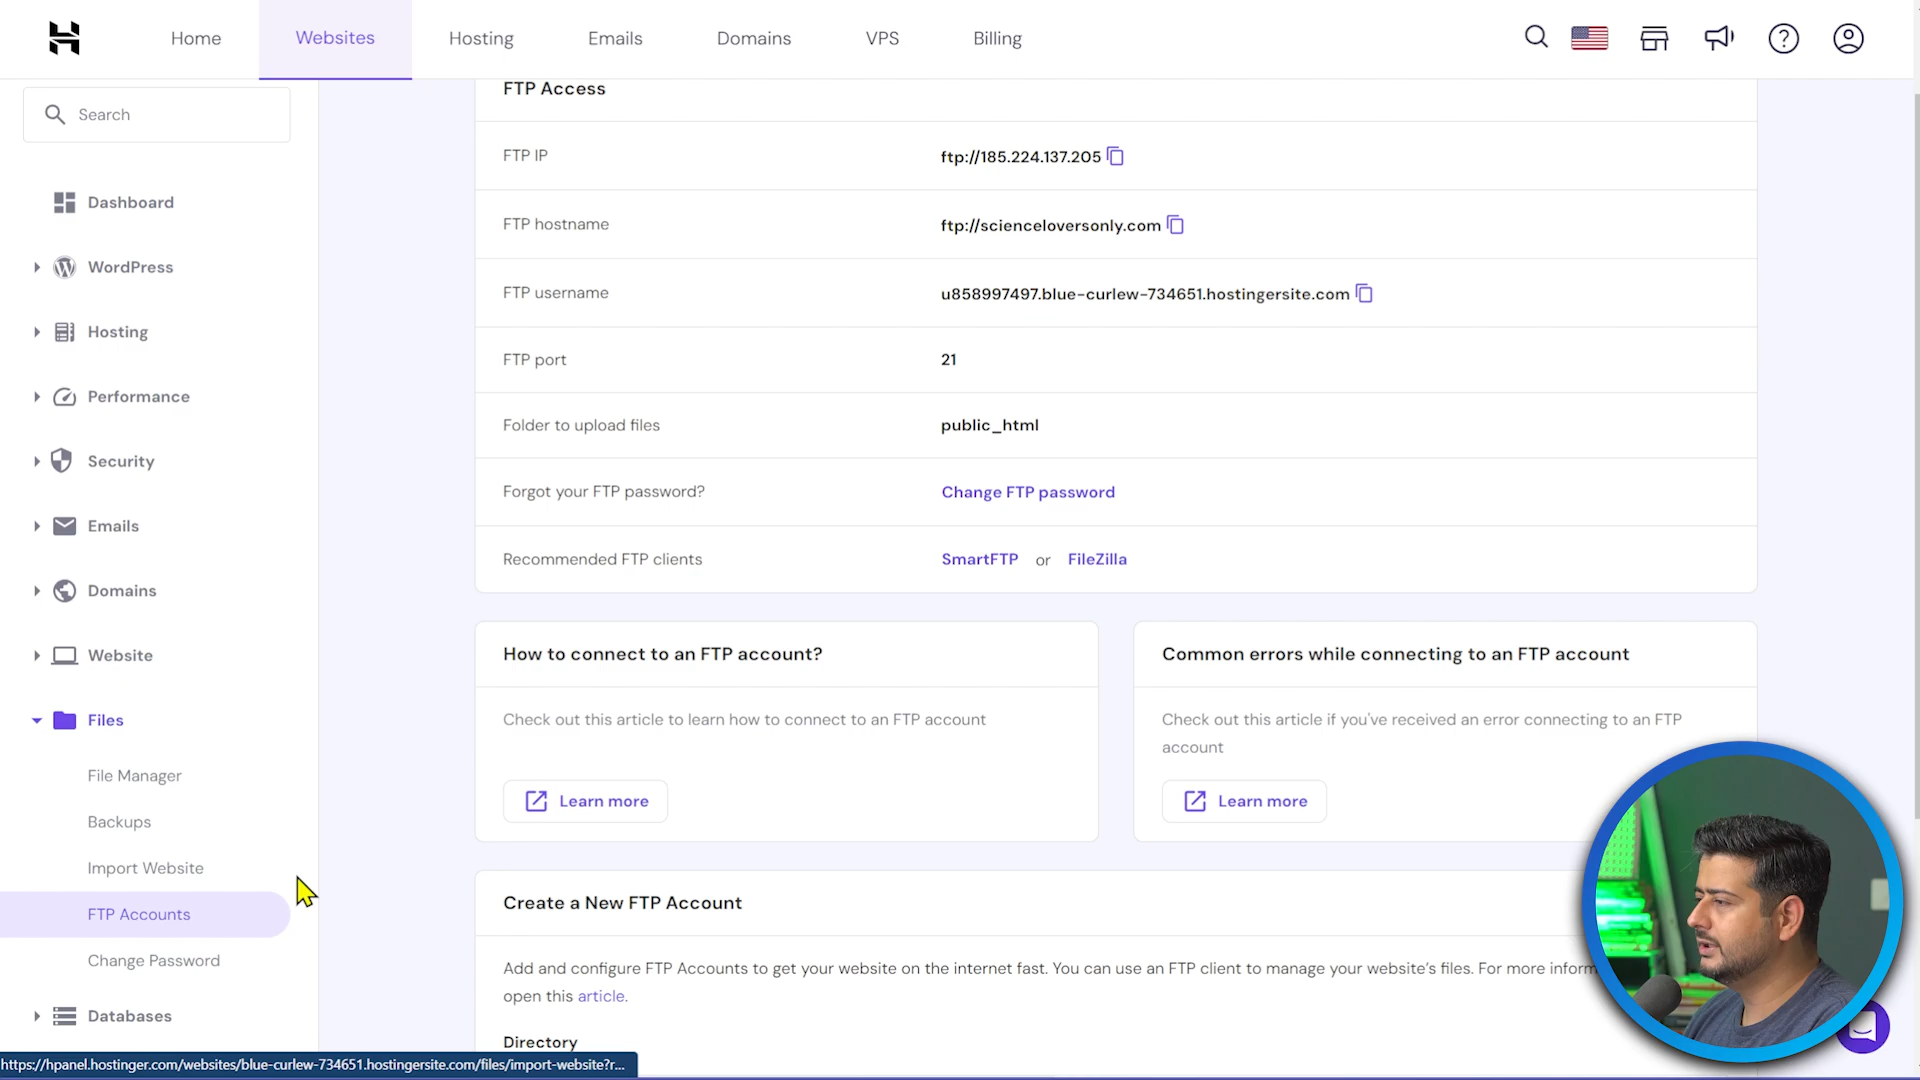 Home
Websites
Hosting
Emails
Domains
VPS
Billing
Search
Dashboard
WordPress
Hosting
Performance
Security
Emails
Domains
Website
Files
File Manager
Backups
Import Website
FTP Accounts
Change Password
Databases
FTP Access
FTP IP
ftp://185.224.137.205
FTP hostname
ftp://scienceloversonly.com
FTP username
u858997497.blue-curlew-734651.hostingersite.com
FTP port
21
Folder to upload files
public_html
Forgot your FTP password?
Change FTP password
Recommended FTP clients
SmartFTP or FileZilla
How to connect to an FTP account?
Check out this article to learn how to connect to an FTP account
Learn more
Common errors while connecting to an FTP account
Check out this article if you've received an error connecting to an FTP
account
Learn more
Create a New FTP Account
Add and configure FTP Accounts to get your website on the internet fast. You can use an FTP client to manage your website's files. For more
open this article.
Directory
https://hpanel.hostinger.com/websites/blue-curlew-734651.hostingersite.com/files/import-website?r...